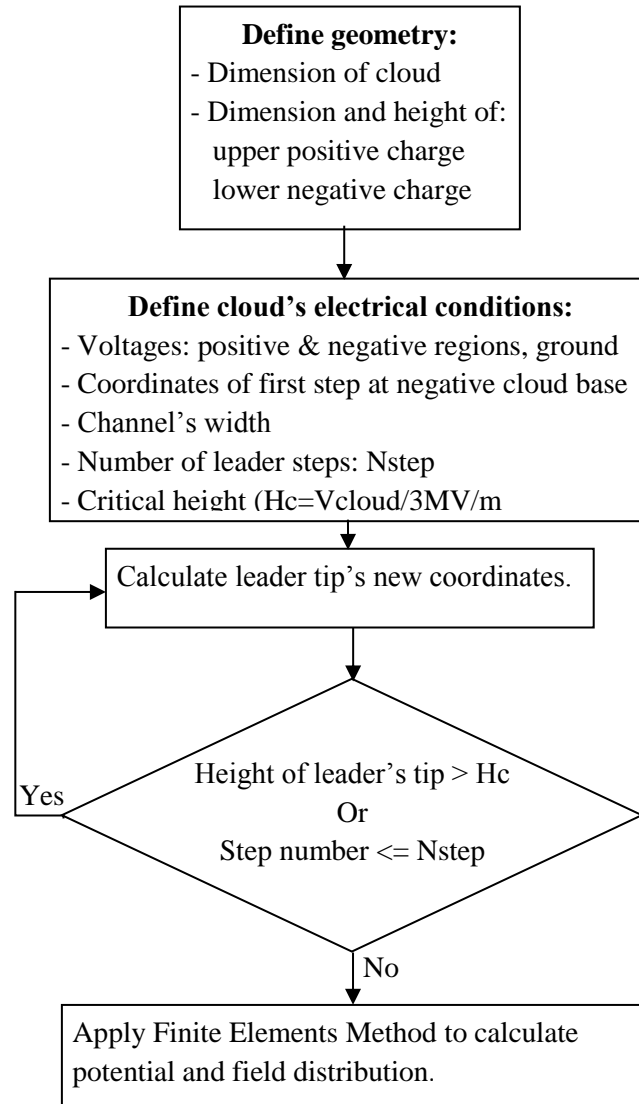 Define geometry:
- Dimension of cloud
- Dimension and height of:
upper positive charge
lower negative charge
Define cloud's electrical conditions:
- Voltages: positive & negative regions, ground
- Coordinates of first step at negative cloud base
- Channel's width
- Number of leader steps: Nstep
- Critical height (Hc=Vcloud/3MV/m
Calculate leader tip's new coordinates.
Height of leader's tip > Hc
Yes
Or
Step number <= Nstep
No
Apply Finite Elements Method to calculate
potential and field distribution.